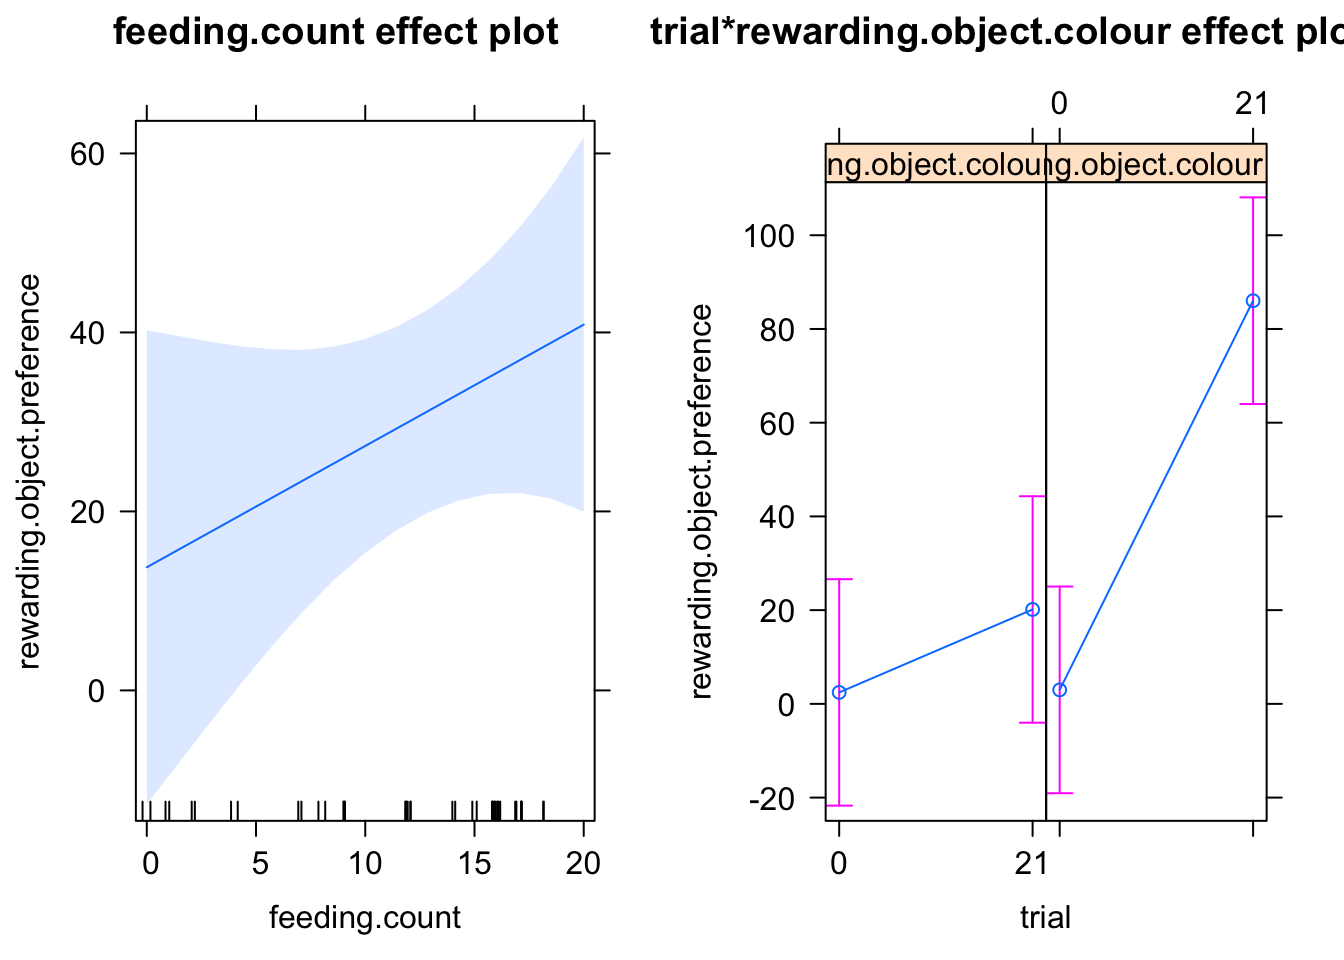 feeding.count effect plot
60
40
20
0
rewarding.object.preference
0 5 10 15 20
feeding.count
trial*rewarding.object.colour effect plo
0 21
ng.object.colou
ng.object.colour
100
80
60
40
20
0
-20
rewarding.object.preference
0 21
trial